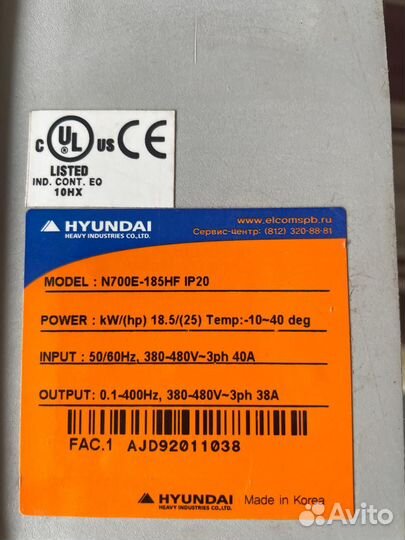 C UL US CE
LISTED
IND. CONT. EQ
10HX
HYUNDAI
HEAVY INDUSTRIES CO.,LTD.
www.elcomspb.ru
Сервис-центр: (812) 320-88-81
MODEL : N700E-185HF IP20
POWER : kW/(hp) 18.5/(25) Temp:-10~40 deg
INPUT : 50/60Hz, 380-480V~3ph 40A
OUTPUT: 0.1-400Hz, 380-480V~3ph 38A
FAC.1 AJD92011038
HYUNDAI
HEAVY INDUSTRIES CO.,LTD.
Made in Korea
Avito